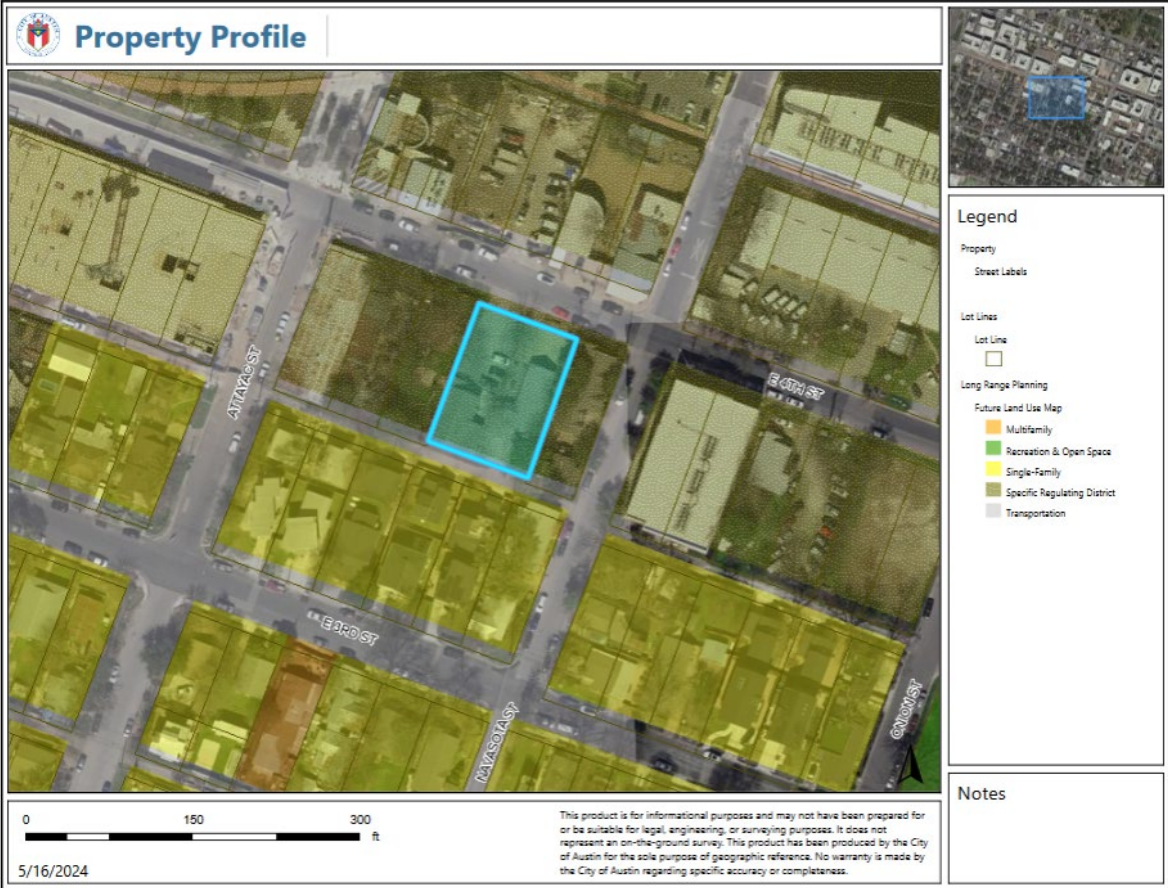 Property Profile
ATTAYAC ST
E 4TH ST
E 3RD ST
NAVASOTA ST
ONION ST
Legend
Property
Street Labels
Lot Lines
Lot Line
Long Range Planning
Future Land Use Map
Multifamily
Recreation & Open Space
Single-Family
Specific Regulating District
Transportation
Notes
0 150 300
ft
5/16/2024
This product is for informational purposes and may not have been prepared for
or be suitable for legal, engineering, or surveying purposes. It does not
represent an on-the-ground survey. This product has been produced by the City
of Austin for the sole purpose of geographic reference. No warranty is made by
the City of Austin regarding specific accuracy or completeness.